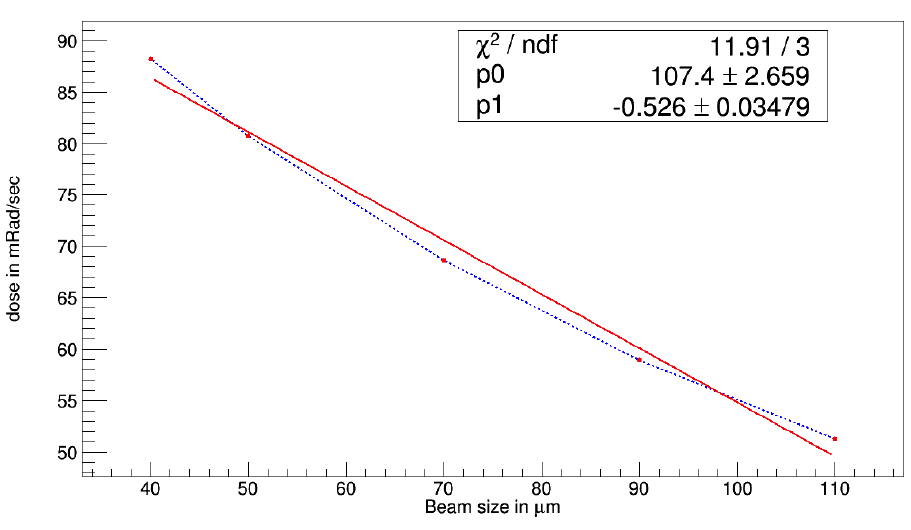 χ² / ndf 11.91 / 3
p0 107.4 ± 2.659
p1 -0.526 ± 0.03479
90
85
80
75
70
65
60
55
50
dose in mRad/sec
40 50 60 70 80 90 100 110
Beam size in μm